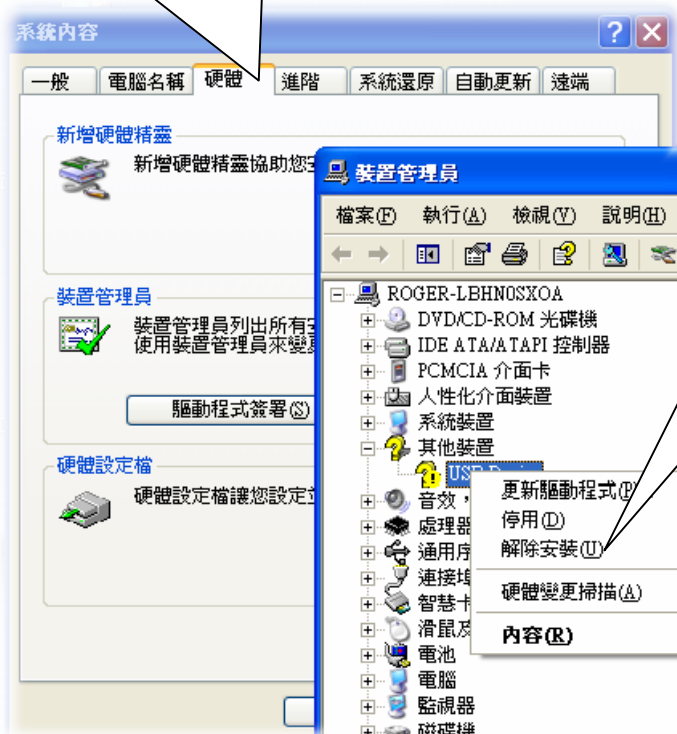 系統內容
一般 電腦名稱 硬體 進階 系統還原 自動更新 遠端
新增硬體精靈
新增硬體精靈協助您
裝置管理員
裝置管理員列出所有
使用裝置管理員來變
驅動程式簽署(S)
硬體設定檔
硬體設定檔讓您設定
裝置管理員
檔案(F) 執行(A) 檢視(V) 說明(H)
ROGER-LBHN0SXOA
DVD/CD-ROM 光碟機
IDE ATA/ATAPI 控制器
PCMCIA 介面卡
人性化介面裝置
系統裝置
其他裝置
USB
音效，
處理器
通用序
連接埠
智慧卡
滑鼠及
電池
電腦
監視器
磁碟機
更新驅動程式(P)
停用(D)
解除安裝(U)
硬體變更掃描(A)
內容(R)